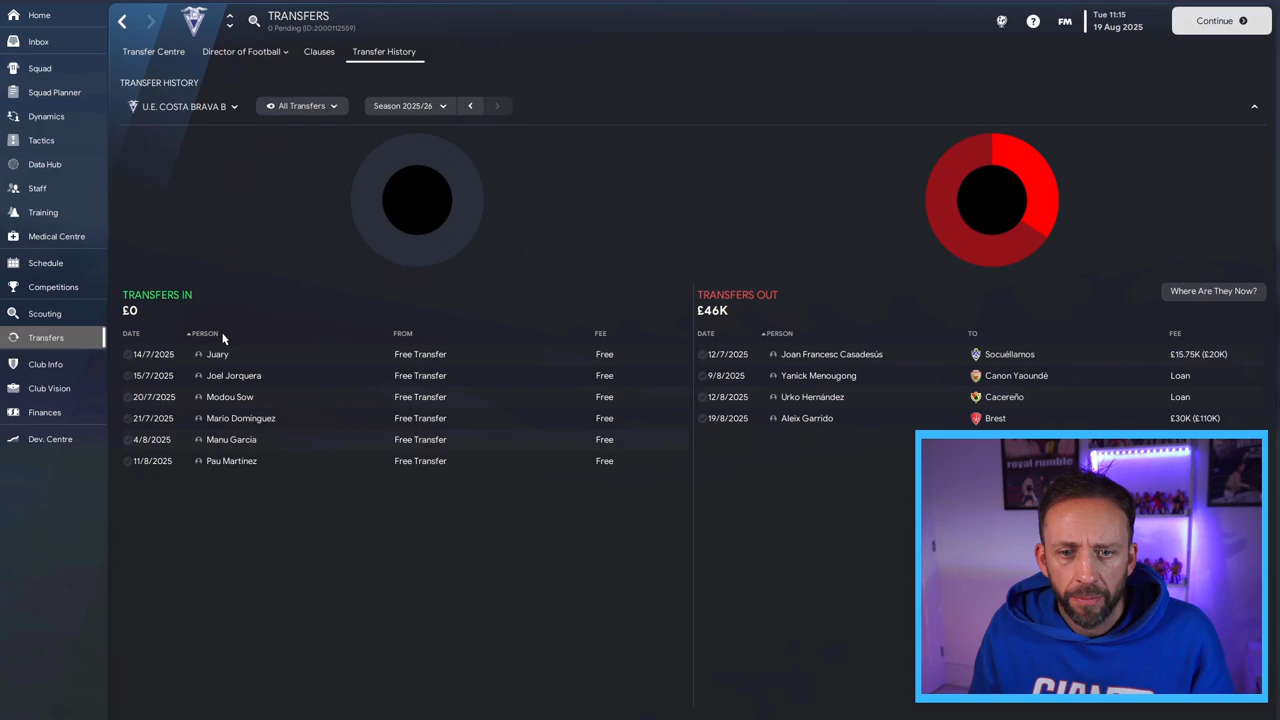 Home
Inbox
Squad
Squad Planner
Dynamics
Tactics
Data Hub
Staff
Training
Medical Centre
Schedule
Competitions
Scouting
Transfers
Club Info
Club Vision
Finances
Dev. Centre
TRANSFERS
0 Pending (ID:2000112559)
FM
Tue 11:15
19 Aug 2025
Continue
Transfer Centre Director of Football Clauses Transfer History
TRANSFER HISTORY
U.E. COSTA BRAVA B All Transfers Season 2025/26
TRANSFERS IN
£0
DATE PERSON FROM FEE
14/7/2025 Juary Free Transfer Free
15/7/2025 Joel Jorquera Free Transfer Free
20/7/2025 Modou Sow Free Transfer Free
21/7/2025 Mario Domínguez Free Transfer Free
4/8/2025 Manu García Free Transfer Free
11/8/2025 Pau Martínez Free Transfer Free
TRANSFERS OUT
£46K
Where Are They Now?
DATE PERSON TO FEE
12/7/2025 Joan Francesc Casadesús Socuéllamos £15.75K (£20K)
9/8/2025 Yanick Menougong Canon Yaoundé Loan
12/8/2025 Urko Hernández Cacereño Loan
19/8/2025 Aleix Garrido Brest £30K (£110K)
royal rumble
GIANTS